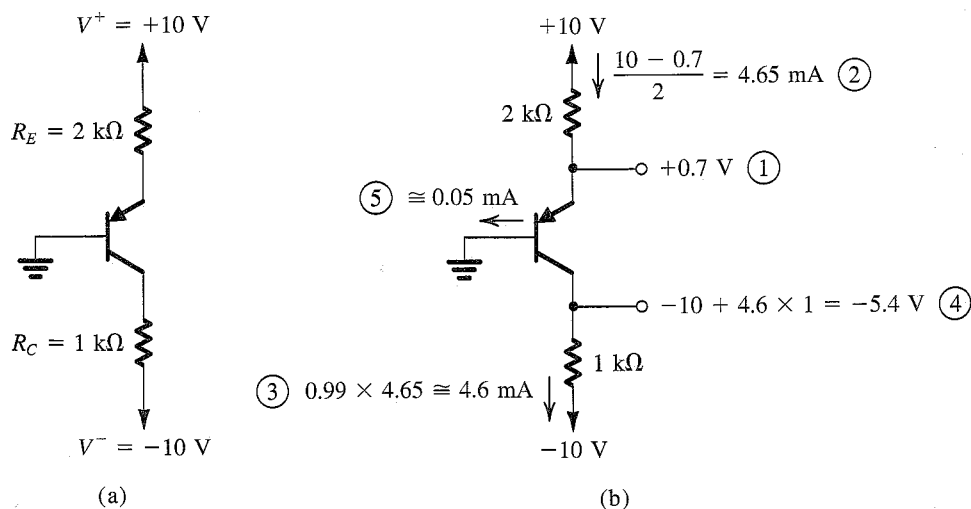 V⁺ = +10 V
R_E = 2 kΩ
R_C = 1 kΩ
V⁻ = −10 V
(a)
+10 V
(10 − 0.7)/2 = 4.65 mA ②
2 kΩ
+0.7 V ①
⑤ ≅ 0.05 mA
−10 + 4.6 × 1 = −5.4 V ④
1 kΩ
③ 0.99 × 4.65 ≅ 4.6 mA
−10 V
(b)